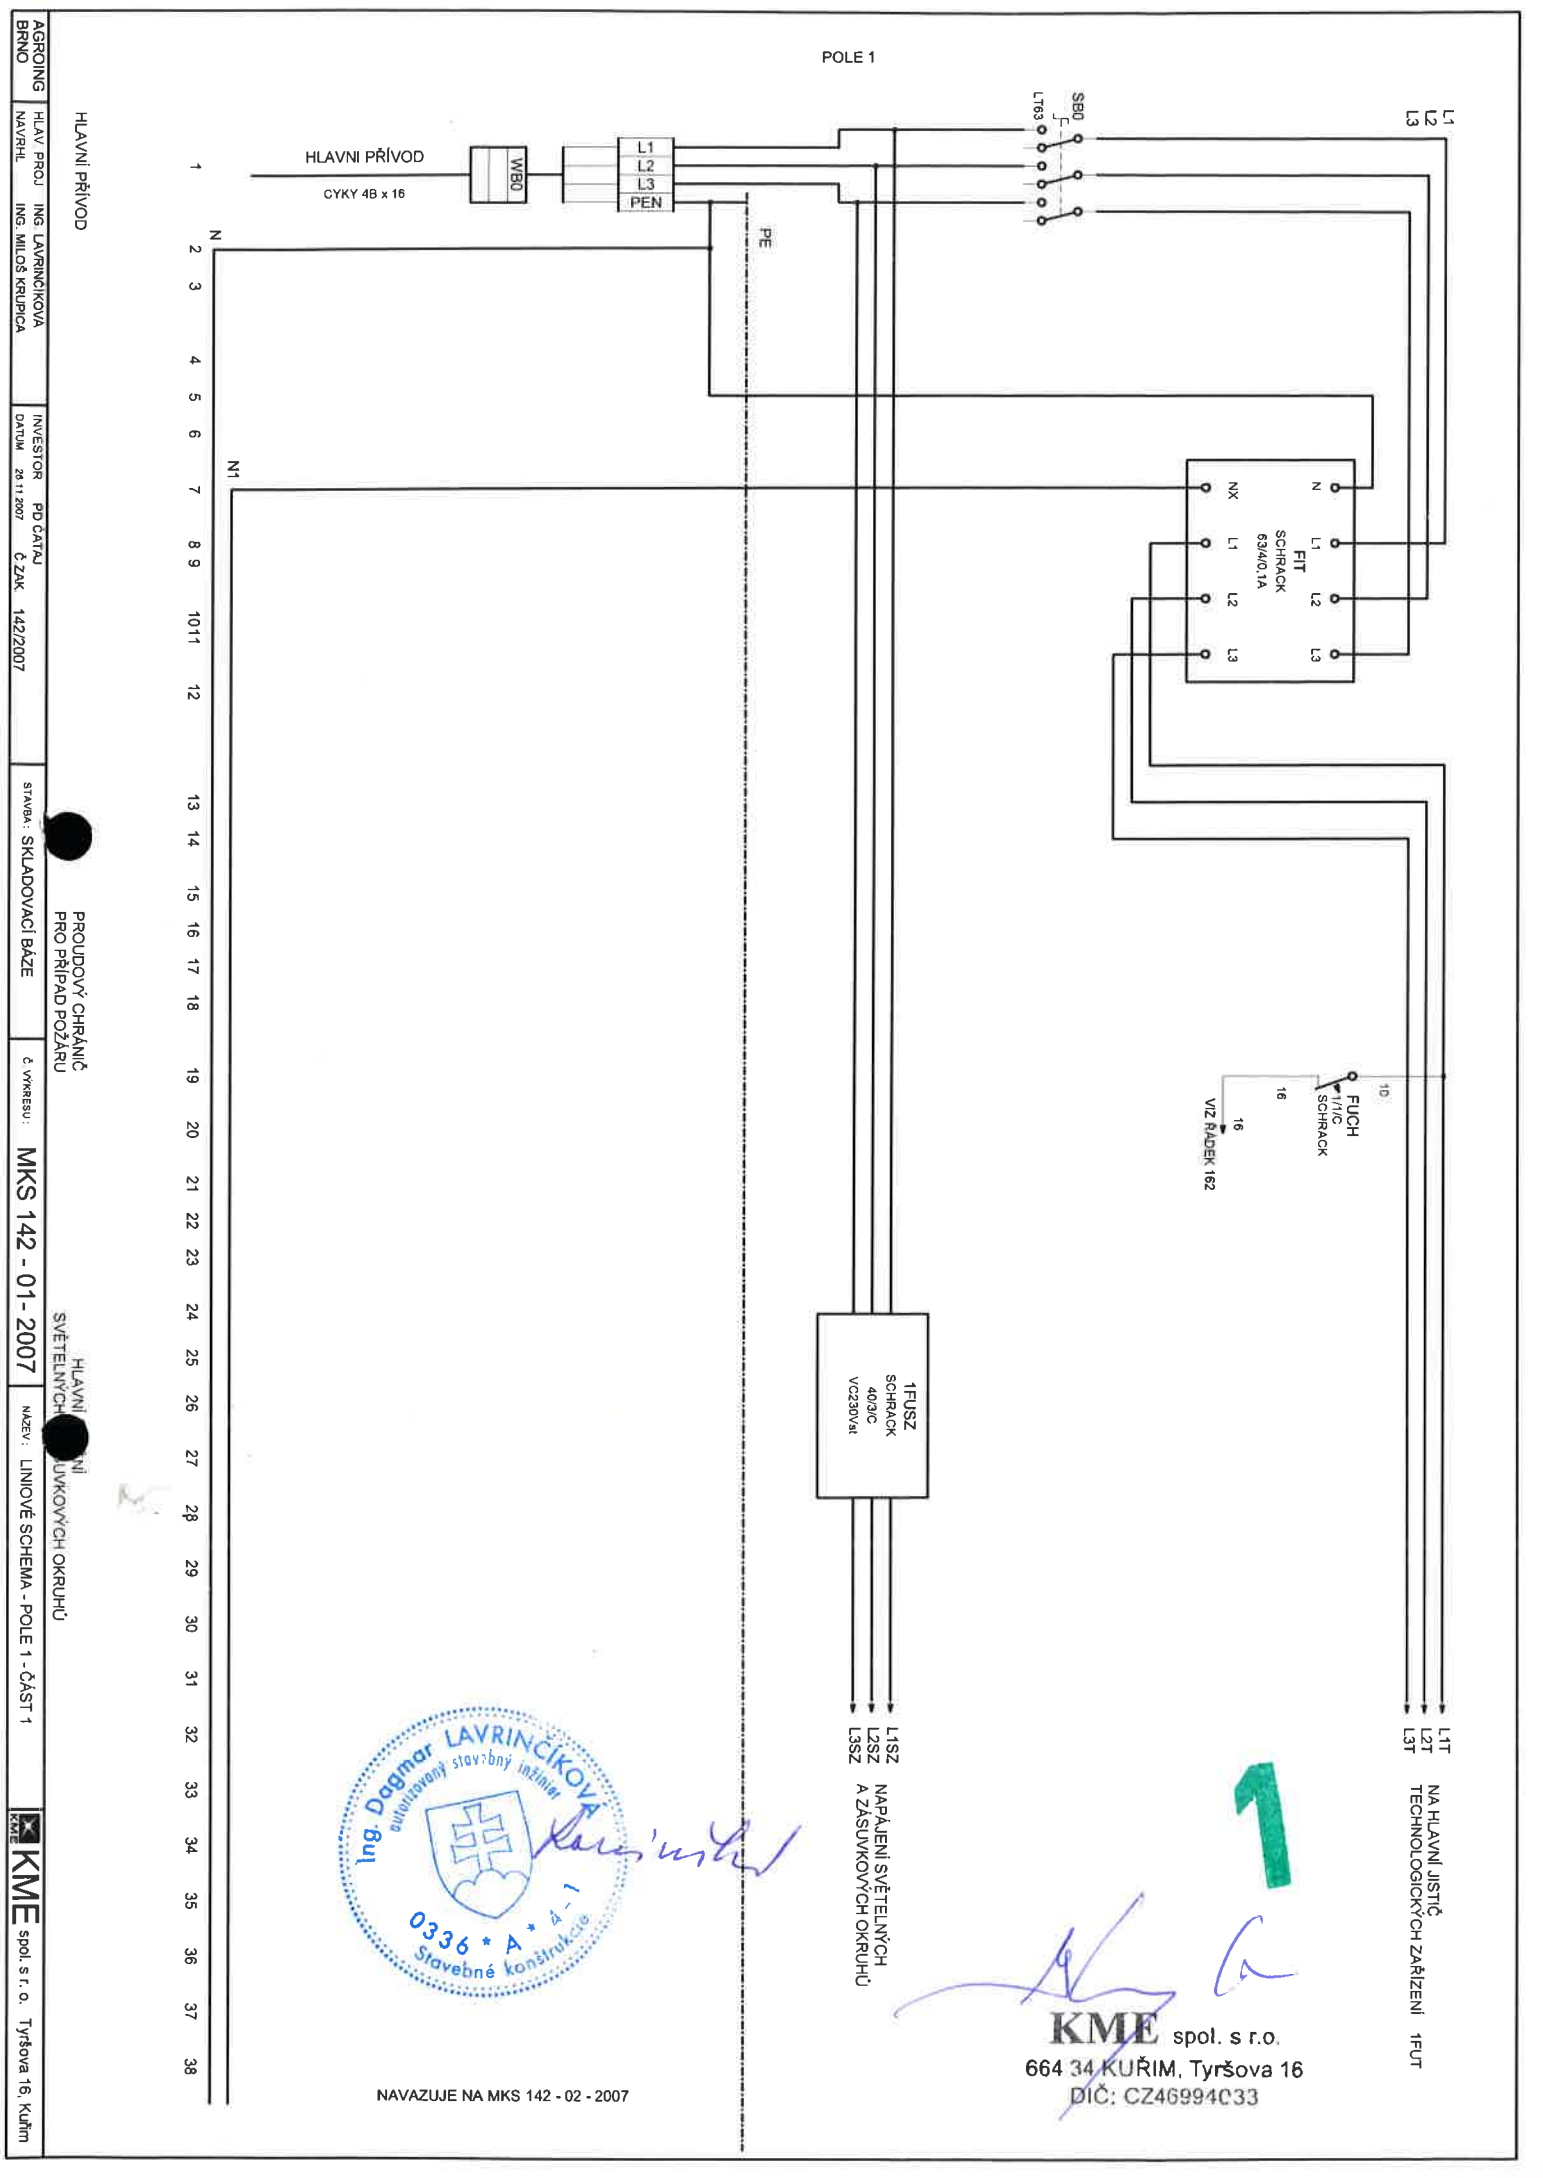 POLE 1
L1
L2
L3
SB0
LT63
HLAVNI PŘÍVOD
CYKY 4B x 16
WB0
L1
L2
L3
PEN
PE
N
N1
N
L1
L2
L3
FIT
SCHRACK
63/4/0,1A
NX
L1
L2
L3
10
FUCH
1/1/C
SCHRACK
16
16
VIZ ŘÁDEK 162
1FUSZ
SCHRACK
40/3/C
VC230Vst
L1T
L2T
L3T
NA HLAVNÍ JISTIČ
TECHNOLOGICKÝCH ZAŘÍZENÍ 1FUT
L1SZ
L2SZ
L3SZ
NAPÁJENÍ SVĚTELNÝCH
A ZÁSUVKOVÝCH OKRUHŮ
1
KME spol. s r.o.
664 34 KUŘIM, Tyršova 16
DIČ: CZ46994033
Ing. Dagmar LAVRINČÍKOVÁ
autorizovaný stavebný inžinier
0336 * A * 4-1
Stavebné konštrukcie
NAVAZUJE NA MKS 142 - 02 - 2007
1 2 3 4 5 6 7 8 9 10 11 12 13 14 15 16 17 18 19 20 21 22 23 24 25 26 27 28 29 30 31 32 33 34 35 36 37 38
HLAVNÍ PŘÍVOD
PROUDOVÝ CHRÁNIČ
PRO PŘÍPAD POŽÁRU
HLAVNÍ
SVĚTELNÝCH OKRUHŮ
AGROING
BRNO
HLAV. PROJ. ING. LAVRINČIKOVA
NAVRHL ING. MILOŠ KRUPICA
INVESTOR PD ČATAJ
DATUM 26.11.2007 Č.ZAK. 142/2007
STAVBA: SKLADOVACÍ BÁZE
Č. VÝKRESU: MKS 142 - 01- 2007
NÁZEV: LINIOVÉ SCHEMA - POLE 1 - ČÁST 1
KME
KME spol. s r.o. Tyršova 16, Kuřim